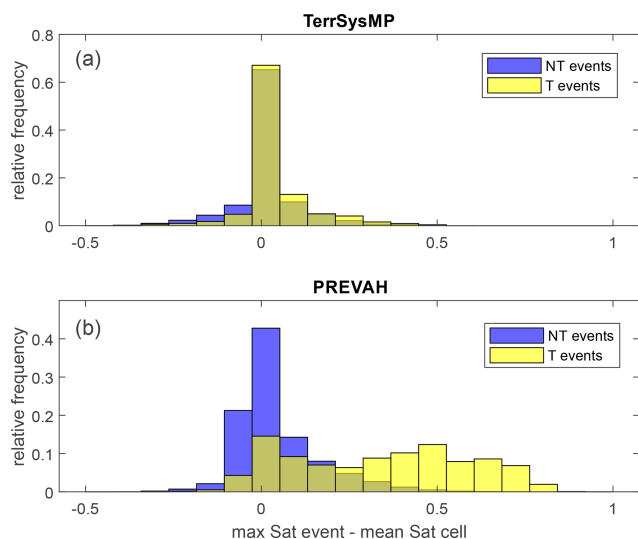 TerrSysMP
(a)
NT events
T events
relative frequency
0.8
0.6
0.4
0.2
0
-0.5
0
0.5
1
PREVAH
(b)
NT events
T events
relative frequency
0.4
0.3
0.2
0.1
0
-0.5
0
0.5
1
max Sat event - mean Sat cell